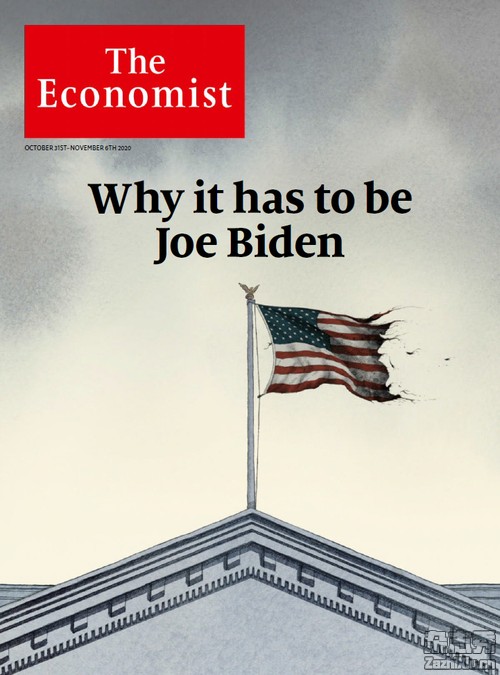 The
Economist
OCTOBER 31ST-NOVEMBER 6TH 2020
Why it has to be
Joe Biden